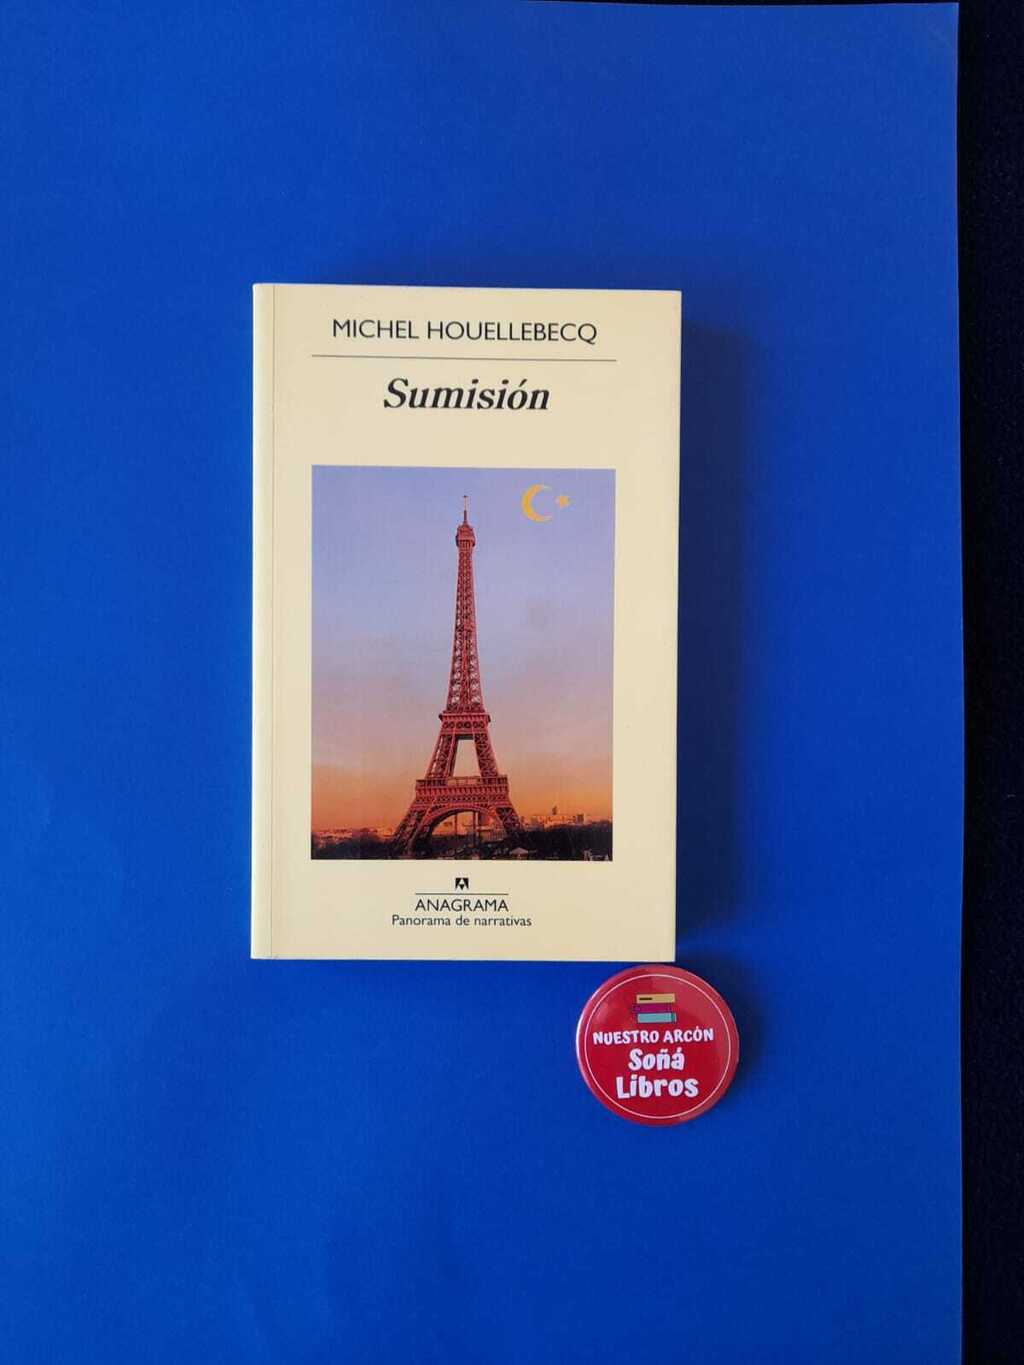 MICHEL HOUELLEBECQ
Sumisión
ANAGRAMA
Panorama de narrativas
NUESTRO ARCÓN
Soñá
Libros